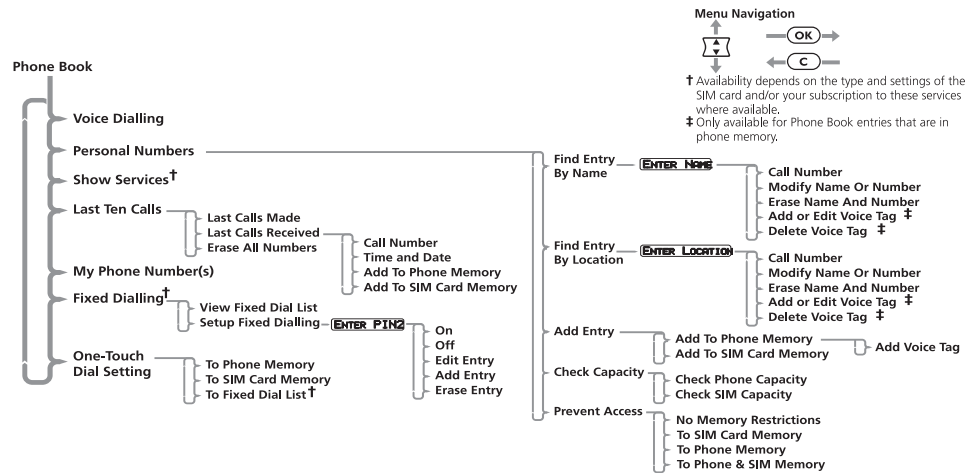 Menu Navigation
OK
C
† Availability depends on the type and settings of the
SIM card and/or your subscription to these services
where available.
‡ Only available for Phone Book entries that are in
phone memory.
Phone Book
Voice Dialling
Personal Numbers
Show Services†
Last Ten Calls
Last Calls Made
Last Calls Received
Erase All Numbers
Call Number
Time and Date
Add To Phone Memory
Add To SIM Card Memory
My Phone Number(s)
Fixed Dialling†
View Fixed Dial List
Setup Fixed Dialling
ENTER PIN2
On
Off
Edit Entry
Add Entry
Erase Entry
One-Touch
Dial Setting
To Phone Memory
To SIM Card Memory
To Fixed Dial List†
Find Entry
By Name
ENTER NAME
Call Number
Modify Name Or Number
Erase Name And Number
Add or Edit Voice Tag ‡
Delete Voice Tag ‡
Find Entry
By Location
ENTER LOCATION
Call Number
Modify Name Or Number
Erase Name And Number
Add or Edit Voice Tag ‡
Delete Voice Tag ‡
Add Entry
Add To Phone Memory
Add To SIM Card Memory
Add Voice Tag
Check Capacity
Check Phone Capacity
Check SIM Capacity
Prevent Access
No Memory Restrictions
To SIM Card Memory
To Phone Memory
To Phone & SIM Memory